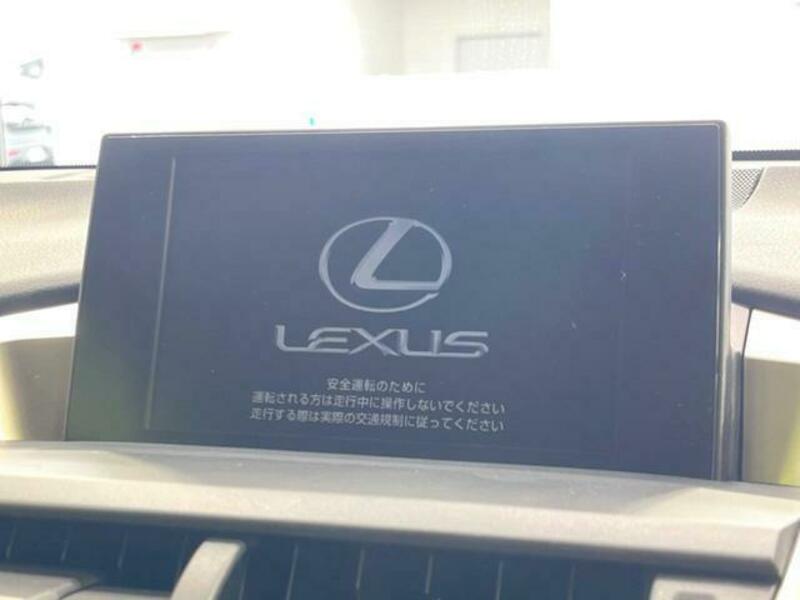 LEXUS
安全運転のために
運転される方は走行中に操作しないでください
走行する際は実際の交通規制に従ってください